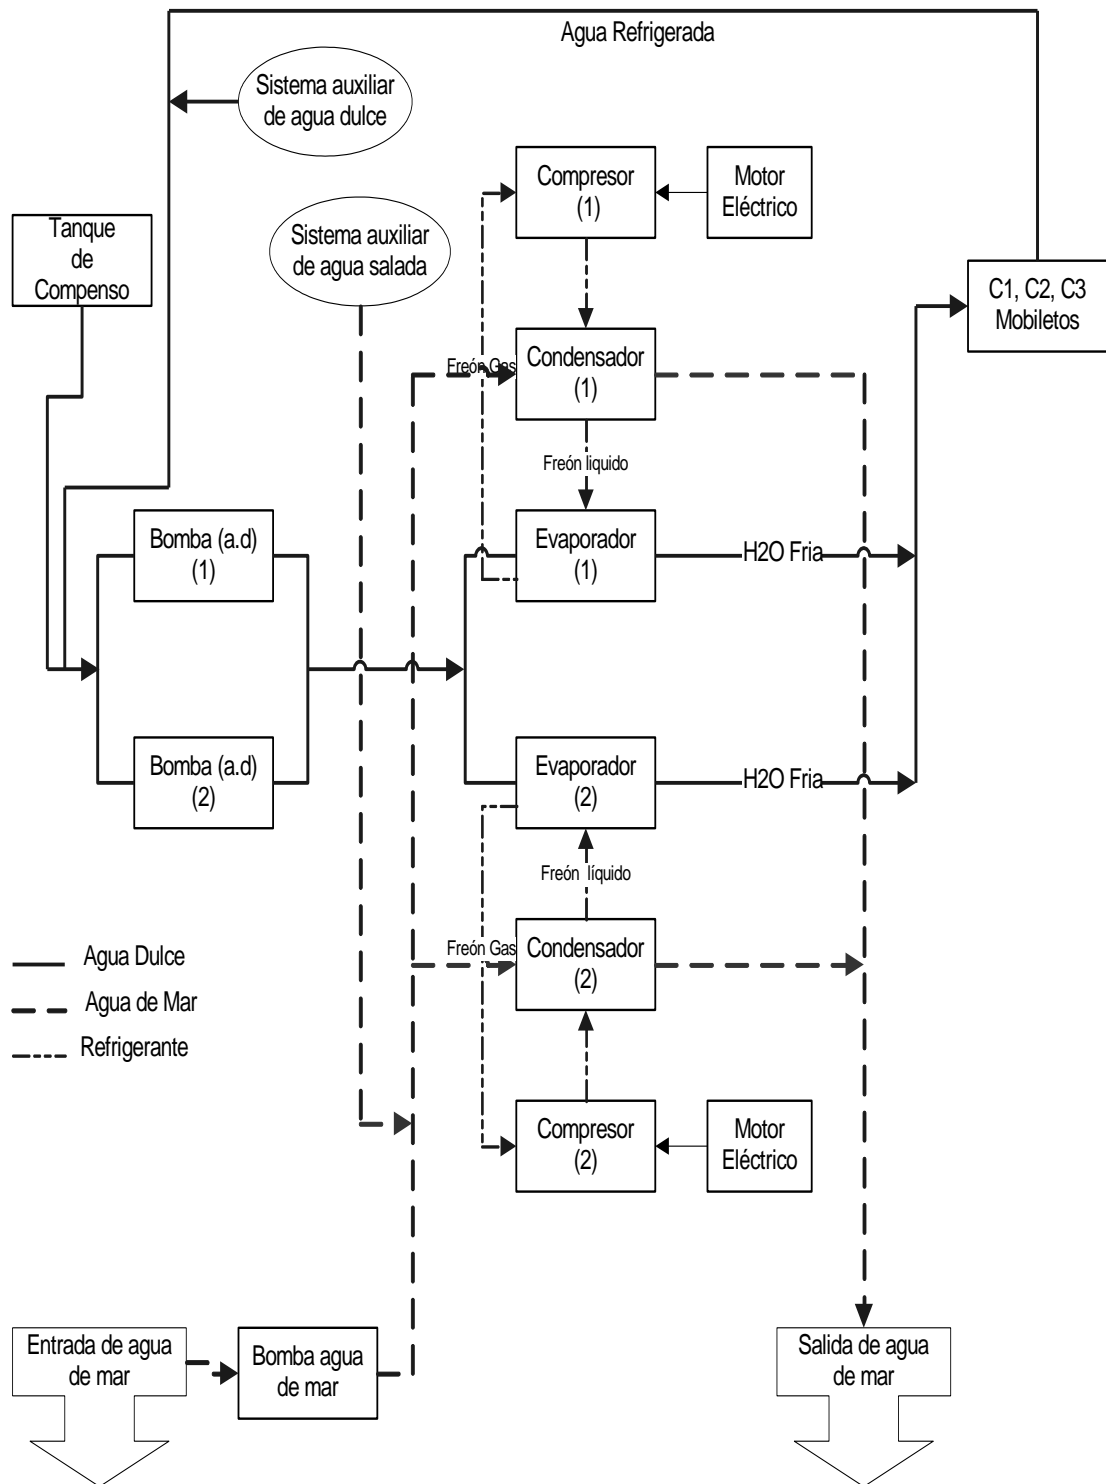 Agua Refrigerada
Sistema auxiliar
de agua dulce
Compresor
(1)
Motor
Eléctrico
Tanque
de
Compenso
Sistema auxiliar
de agua salada
C1, C2, C3
Mobiletos
Freón Gas
Condensador
(1)
Freón liquido
Bomba (a.d)
(1)
Evaporador
(1)
H2O Fria
Bomba (a.d)
(2)
Evaporador
(2)
H2O Fria
Freón líquido
Freón Gas
Condensador
(2)
Agua Dulce
Agua de Mar
Refrigerante
Compresor
(2)
Motor
Eléctrico
Entrada de agua
de mar
Bomba agua
de mar
Salida de agua
de mar